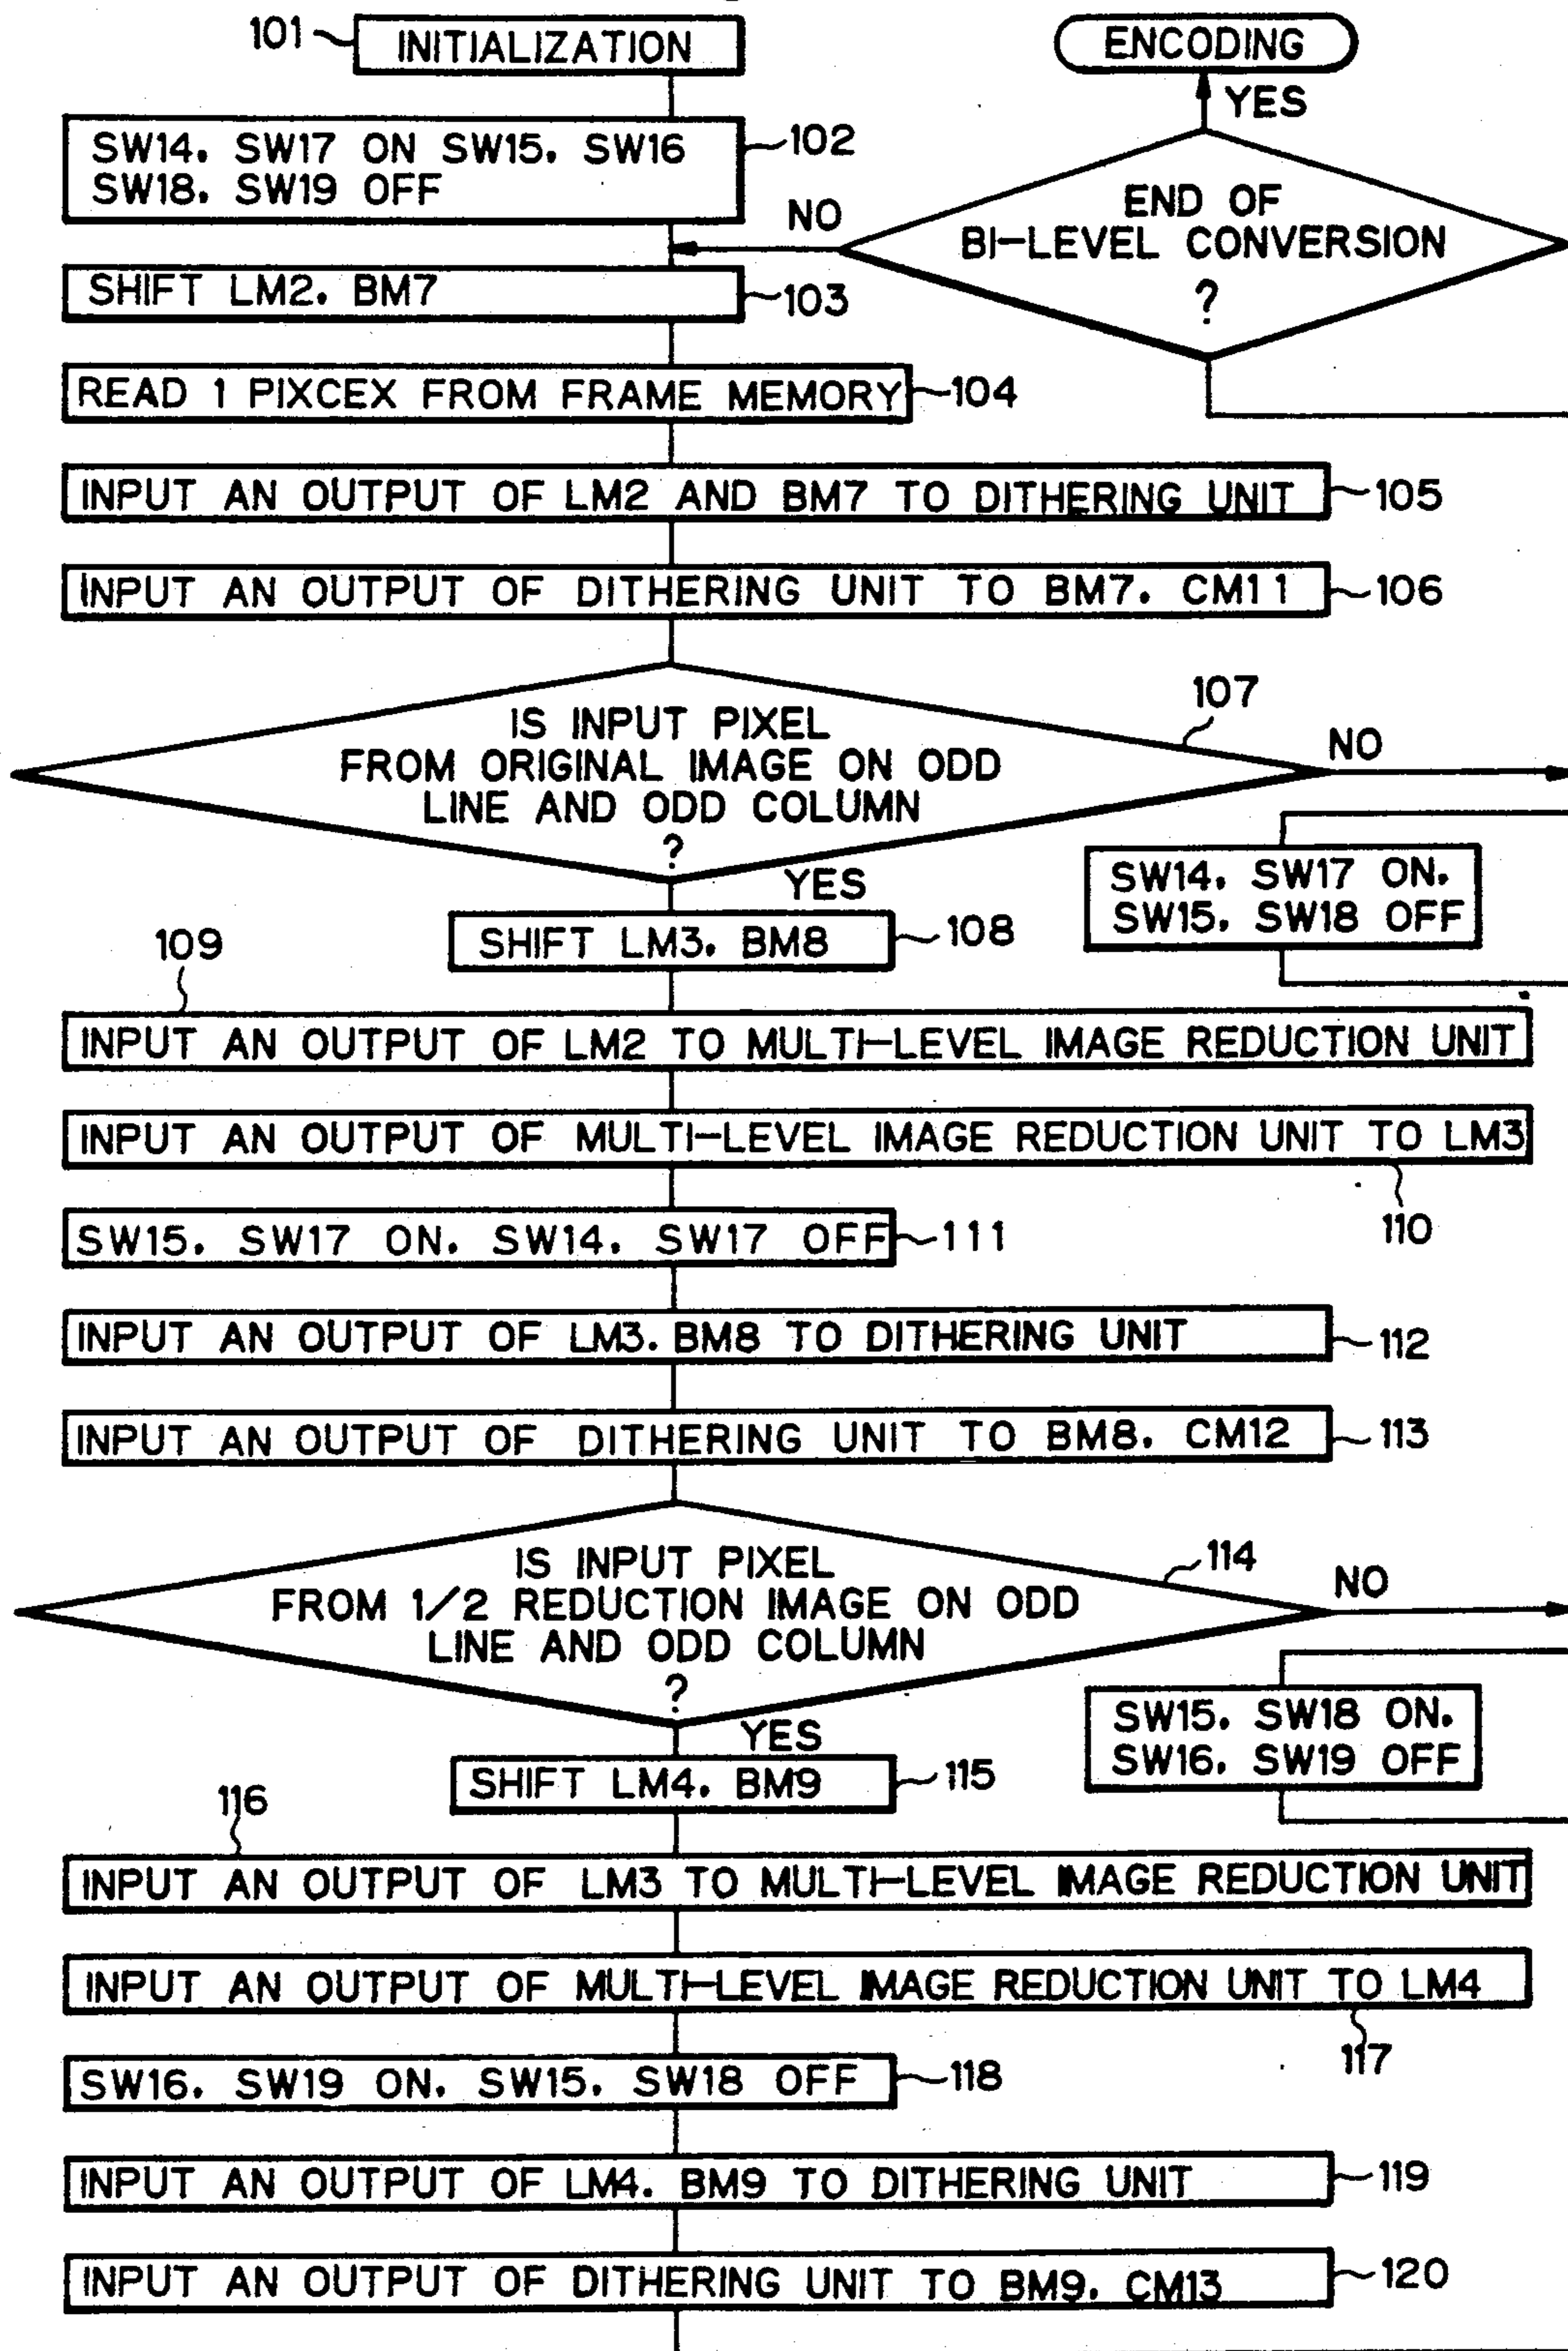 101
INITIALIZATION
ENCODING
YES
SW14. SW17 ON SW15. SW16
SW18. SW19 OFF
102
END OF
BI-LEVEL CONVERSION
?
NO
SHIFT LM2. BM7
103
READ 1 PIXCEX FROM FRAME MEMORY
104
INPUT AN OUTPUT OF LM2 AND BM7 TO DITHERING UNIT
105
INPUT AN OUTPUT OF DITHERING UNIT TO BM7. CM11
106
IS INPUT PIXEL
FROM ORIGINAL IMAGE ON ODD
LINE AND ODD COLUMN
?
107
NO
YES
SW14. SW17 ON.
SW15. SW18 OFF
SHIFT LM3. BM8
108
109
INPUT AN OUTPUT OF LM2 TO MULTI-LEVEL IMAGE REDUCTION UNIT
INPUT AN OUTPUT OF MULTI-LEVEL IMAGE REDUCTION UNIT TO LM3
110
SW15. SW17 ON. SW14. SW17 OFF
111
INPUT AN OUTPUT OF LM3. BM8 TO DITHERING UNIT
112
INPUT AN OUTPUT OF DITHERING UNIT TO BM8. CM12
113
IS INPUT PIXEL
FROM 1/2 REDUCTION IMAGE ON ODD
LINE AND ODD COLUMN
?
114
NO
YES
SW15. SW18 ON.
SW16. SW19 OFF
SHIFT LM4. BM9
115
116
INPUT AN OUTPUT OF LM3 TO MULTI-LEVEL IMAGE REDUCTION UNIT
INPUT AN OUTPUT OF MULTI-LEVEL IMAGE REDUCTION UNIT TO LM4
117
SW16. SW19 ON. SW15. SW18 OFF
118
INPUT AN OUTPUT OF LM4. BM9 TO DITHERING UNIT
119
INPUT AN OUTPUT OF DITHERING UNIT TO BM9. CM13
120